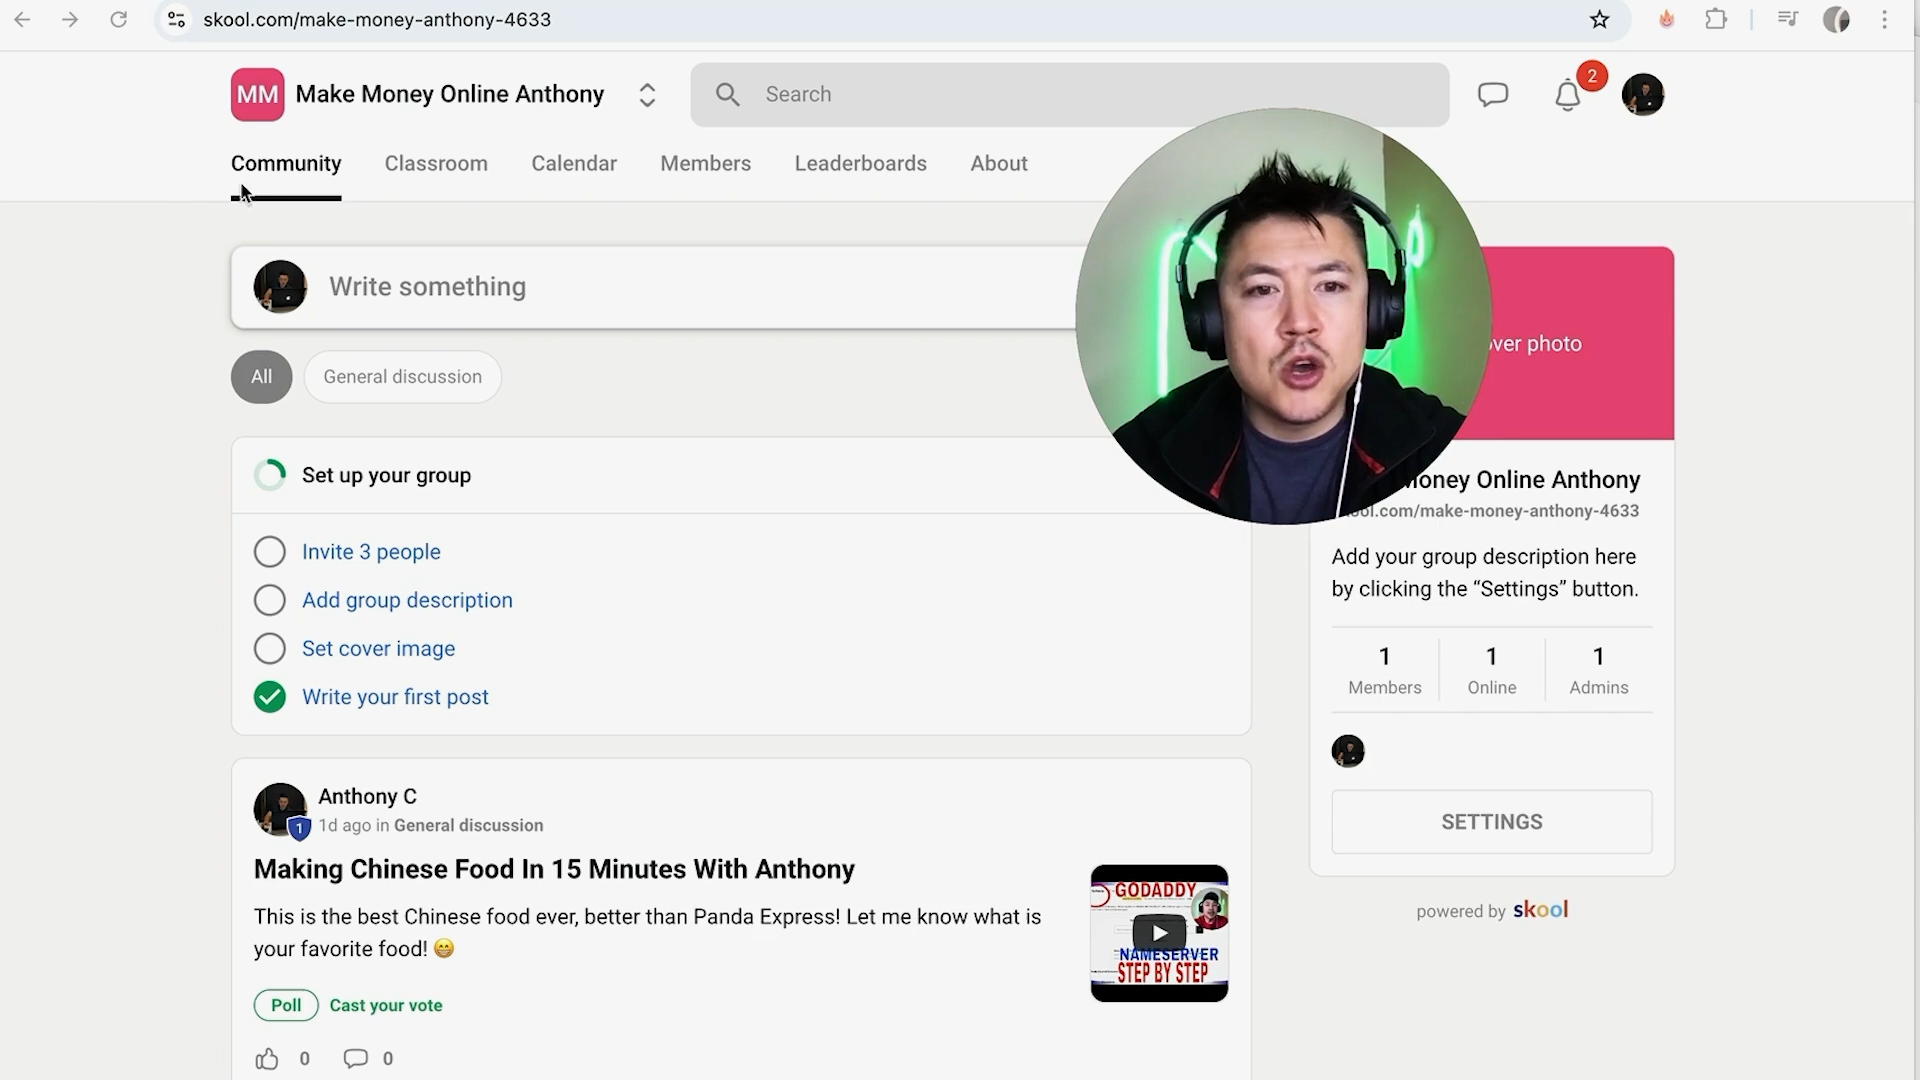 skool.com/make-money-anthony-4633
MM Make Money Online Anthony
Search
2
Community Classroom Calendar Members Leaderboards About
Write something
ver photo
All General discussion
Set up your group
Invite 3 people
Add group description
Set cover image
Write your first post
Money Online Anthony
skool.com/make-money-anthony-4633
Add your group description here
by clicking the “Settings” button.
1 1 1
Members Online Admins
SETTINGS
powered by skool
Anthony C
1 1d ago in General discussion
Making Chinese Food In 15 Minutes With Anthony
This is the best Chinese food ever, better than Panda Express! Let me know what is
your favorite food! 😁
GODADDY
NAMESERVER
STEP BY STEP
Poll Cast your vote
0 0